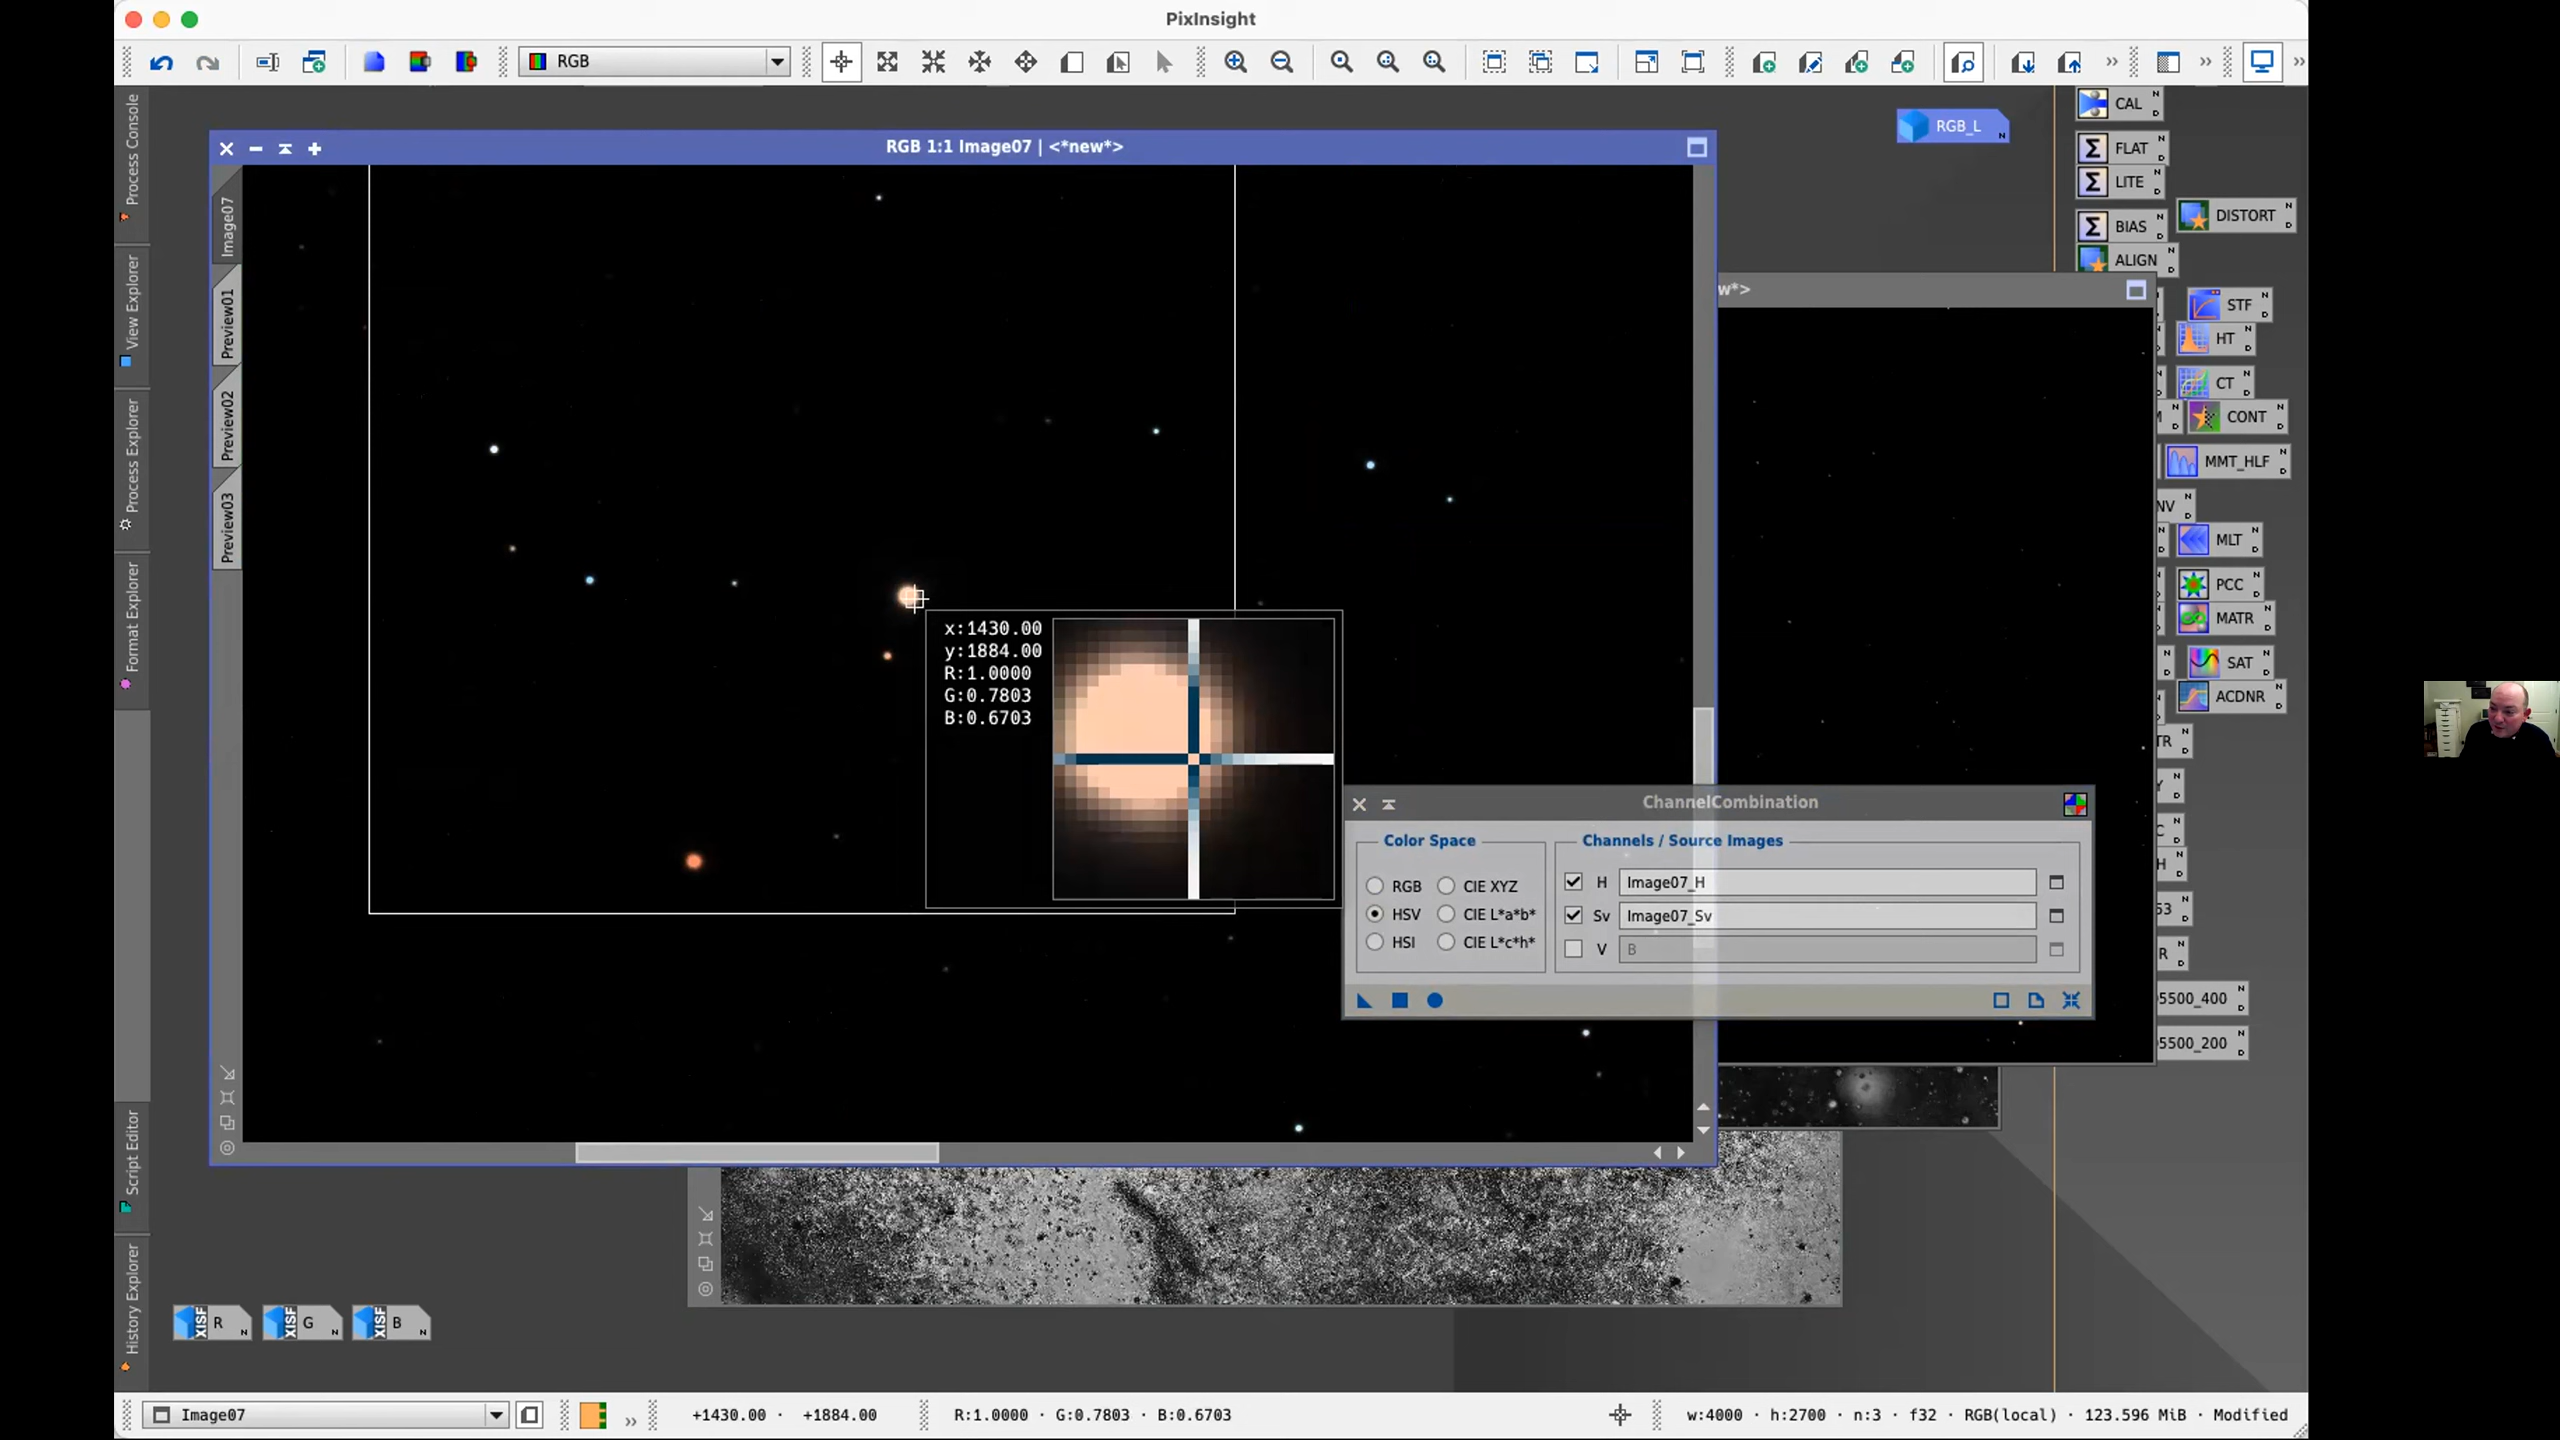 PixInsight
RGB
Process Console
View Explorer
Process Explorer
Format Explorer
Script Editor
History Explorer
RGB 1:1 Image07 | <*new*>
Image07
Preview01
Preview02
Preview03
x:1430.00
y:1884.00
R:1.0000
G:0.7803
B:0.6703
RGB_L
N
w*>
CAL
N
D
FLAT
N
D
LITE
N
D
BIAS
N
D
DISTORT
N
D
ALIGN
N
D
STF
N
D
HT
N
D
CT
N
D
M
N
D
CONT
N
D
MMT_HLF
N
D
NV
N
D
MLT
N
D
PCC
N
D
MATR
N
D
SAT
N
D
ACDNR
N
D
TR
N
D
Y
N
D
C
N
D
H
N
D
53
N
D
R
N
D
5500_400
N
D
5500_200
N
D
ChannelCombination
Color Space
RGB
CIE XYZ
HSV
CIE L*a*b*
HSI
CIE L*c*h*
Channels / Source Images
H
Image07_H
Sv
Image07_Sv
V
B
XISF
R
N
XISF
G
N
XISF
B
N
Image07
+1430.00 · +1884.00
R:1.0000 · G:0.7803 · B:0.6703
w:4000 · h:2700 · n:3 · f32 · RGB(local) · 123.596 MiB · Modified